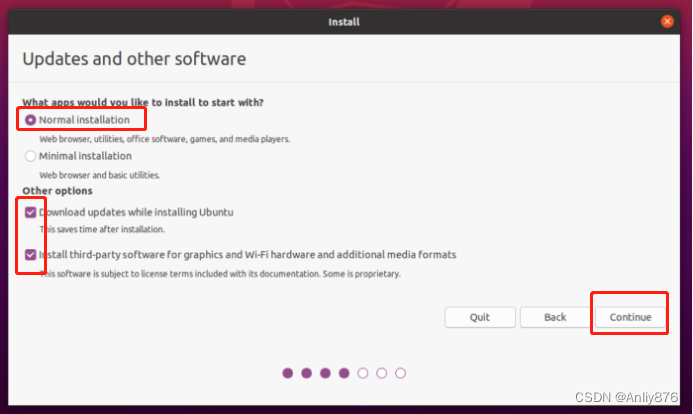 Install
Updates and other software
What apps would you like to install to start with?
Normal installation
Web browser, utilities, office software, games, and media players.
Minimal installation
Web browser and basic utilities.
Other options
Download updates while installing Ubuntu
This saves time after installation.
Install third-party software for graphics and Wi-Fi hardware and additional media formats
This software is subject to license terms included with its documentation. Some is proprietary.
Quit Back Continue
CSDN @Anliy876